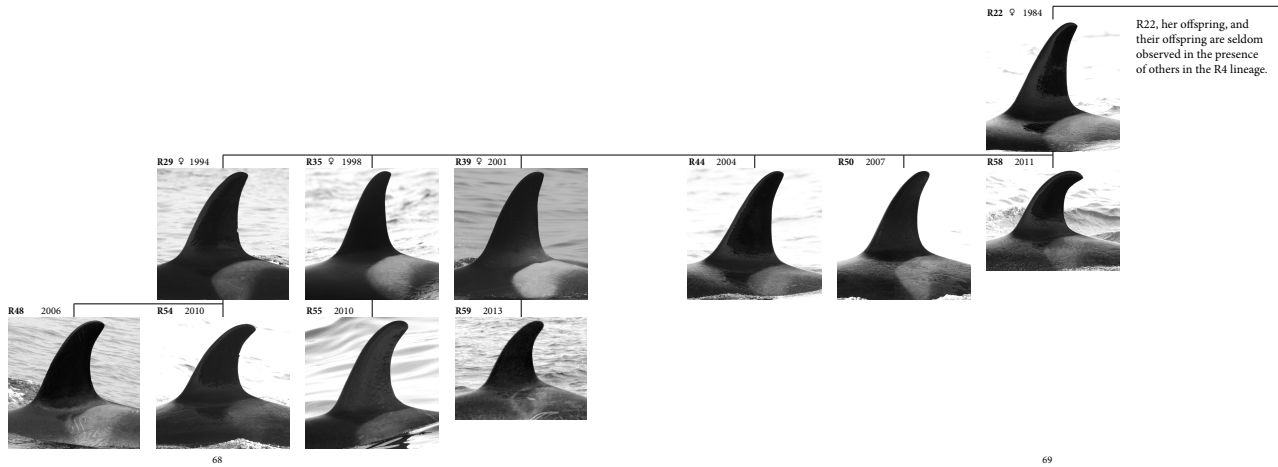 R22 ♀ 1984
R22, her offspring, and
their offspring are seldom
observed in the presence
of others in the R4 lineage.
R29 ♀ 1994
R35 ♀ 1998
R39 ♀ 2001
R44 2004
R50 2007
R58 2011
R48 2006
R54 2010
R55 2010
R59 2013
68
69